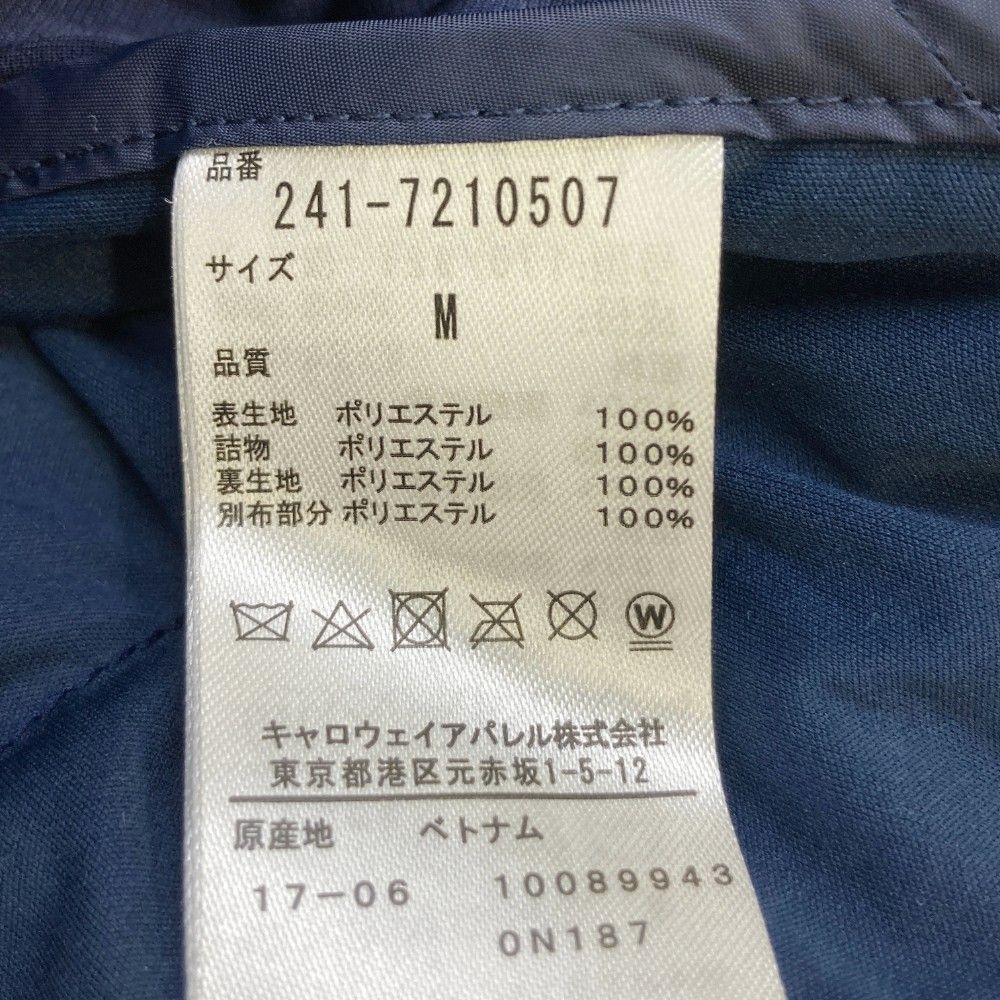 品番
241-7210507
サイズ
M
品質
表生地 ポリエステル 100%
詰物 ポリエステル 100%
裏生地 ポリエステル 100%
別布部分 ポリエステル 100%
W
キャロウェイアパレル株式会社
東京都港区元赤坂1-5-12
原産地 ベトナム
17-06 10089943
0N187